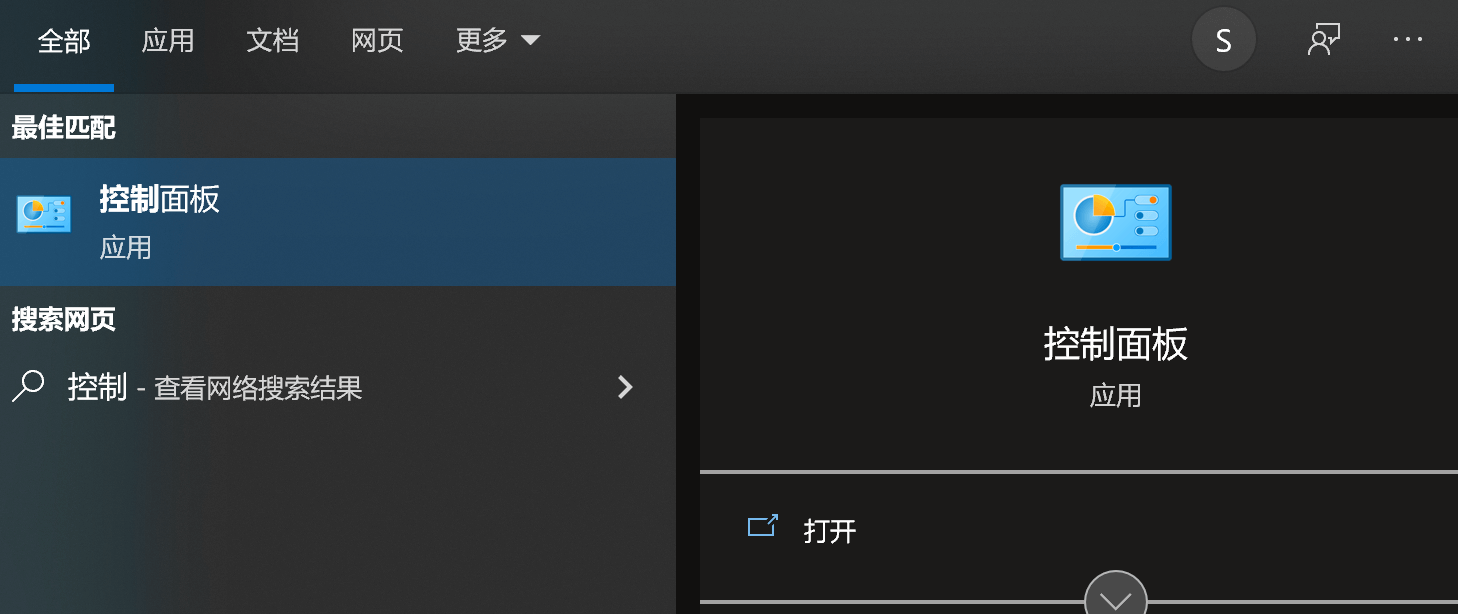 全部 应用 文档 网页 更多 S
最佳匹配
控制面板
应用
搜索网页
控制 - 查看网络搜索结果
控制面板
应用
打开